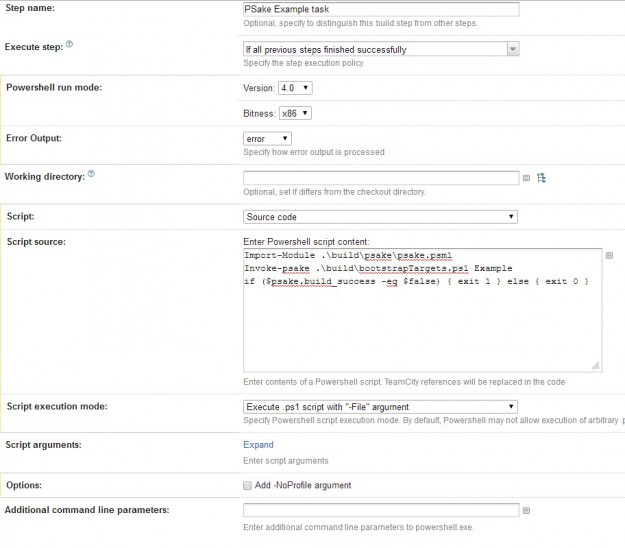 Step name: PSake Example task
Optional, specify to distinguish this build step from other steps.
Execute step: If all previous steps finished successfully
Specify the step execution policy.
Powershell run mode: Version: 4.0
Bitness: x86
Error Output: error
Specify how error output is processed
Working directory:
Optional, set if differs from the checkout directory.
Script: Source code
Script source: Enter Powershell script content:
Import-Module .\build\psake\psake.psm1
Invoke-psake .\build\bootstrapTargets.ps1 Example
if ($psake.build_success -eq $false) { exit 1 } else { exit 0 }
Enter contents of a Powershell script. TeamCity references will be replaced in the code
Script execution mode: Execute .ps1 script with "-File" argument
Specify Powershell script execution mode. By default, Powershell may not allow execution of arbitrary .p
Script arguments: Expand
Enter script arguments
Options: Add -NoProfile argument
Additional command line parameters:
Enter additional command line parameters to powershell.exe.